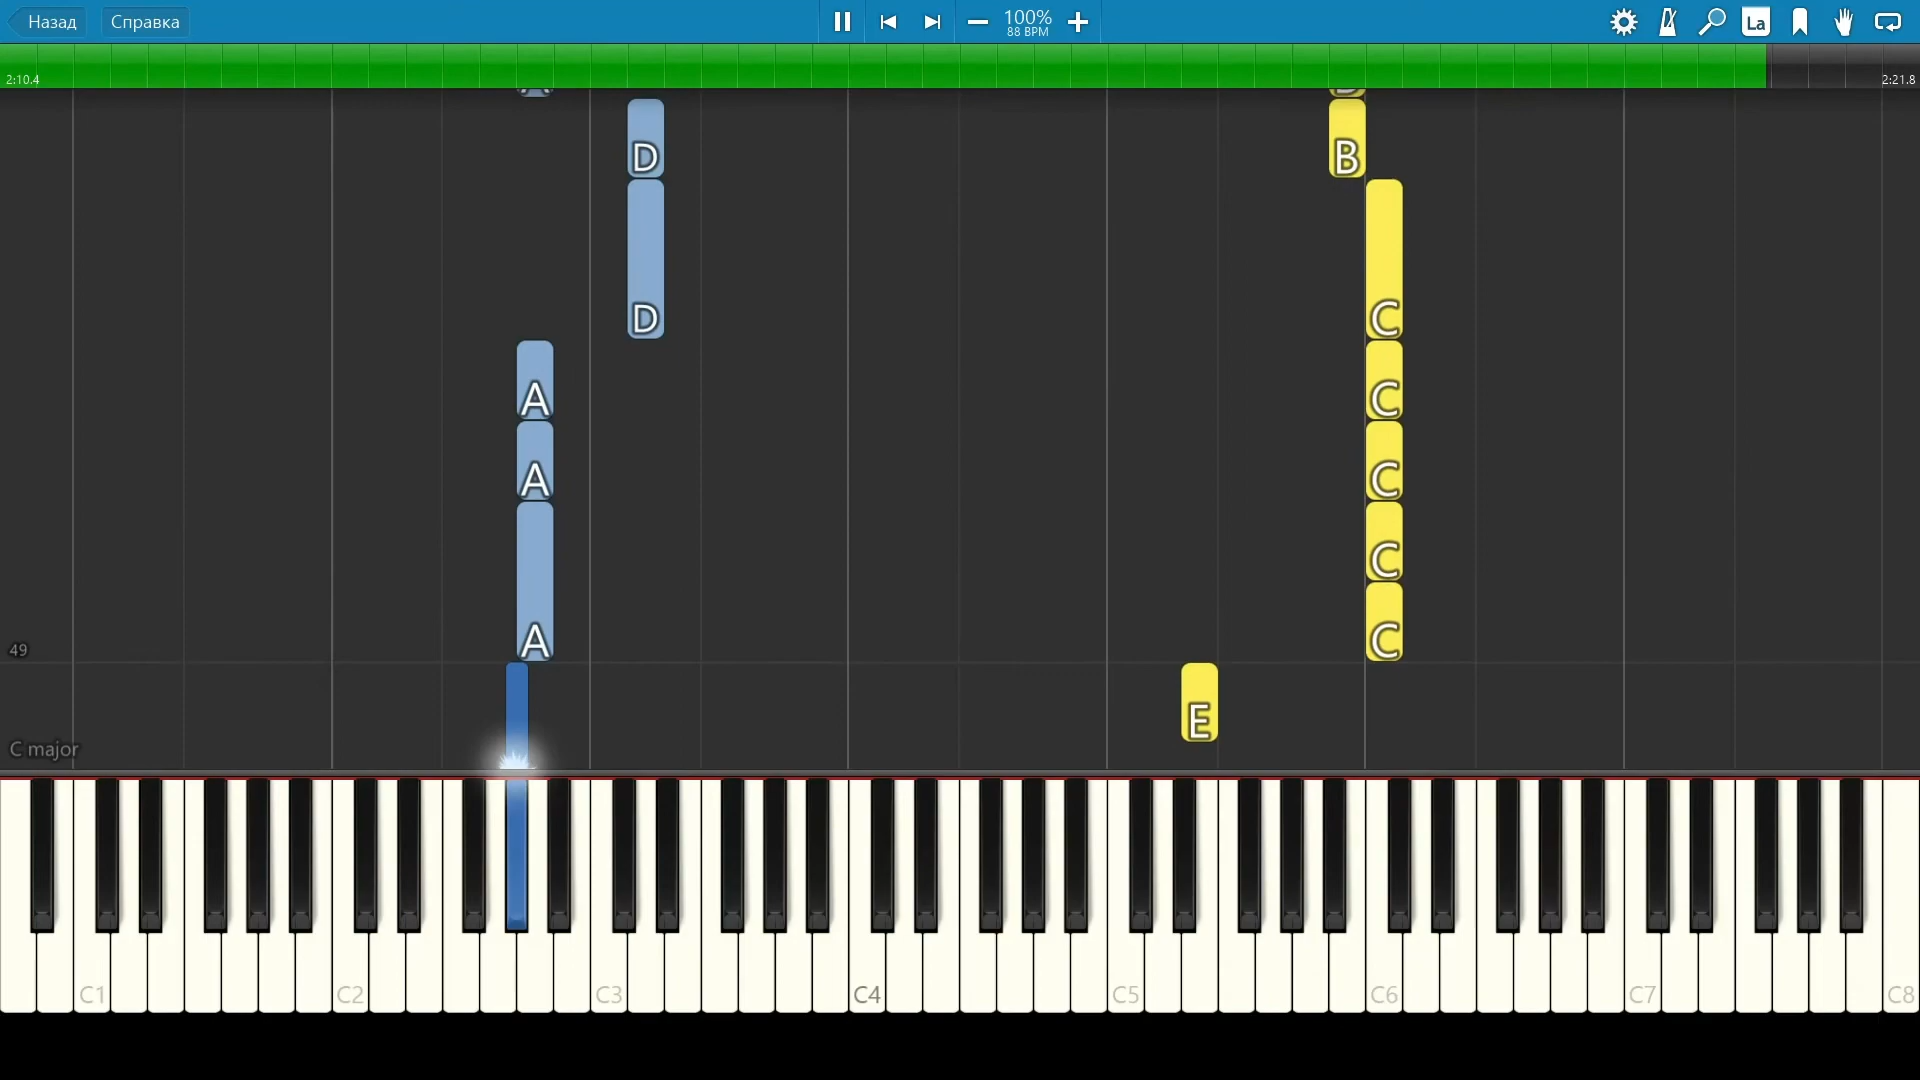 Назад Справка 100% La
88 BPM
2:10.4 2:21.8
D B
D C
A C
A C
C
49 A C
E
C major
C1 C2 C3 C4 C5 C6 C7 C8